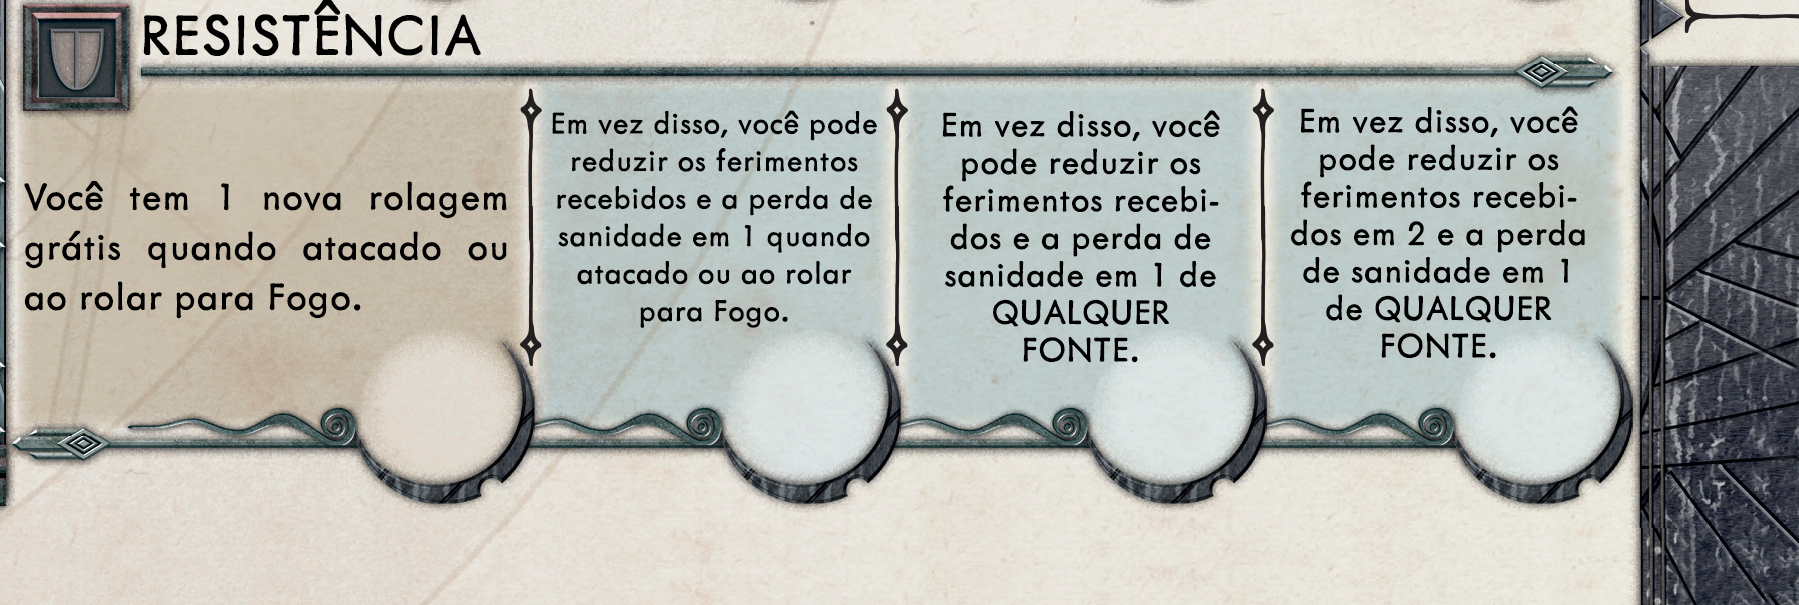 RESISTÊNCIA
Você tem 1 nova rolagem
grátis quando atacado ou
ao rolar para Fogo.
Em vez disso, você pode
reduzir os ferimentos
recebidos e a perda de
sanidade em 1 quando
atacado ou ao rolar
para Fogo.
Em vez disso, você
pode reduzir os
ferimentos recebi-
dos e a perda de
sanidade em 1 de
QUALQUER
FONTE.
Em vez disso, você
pode reduzir os
ferimentos recebi-
dos em 2 e a perda
de sanidade em 1
de QUALQUER
FONTE.